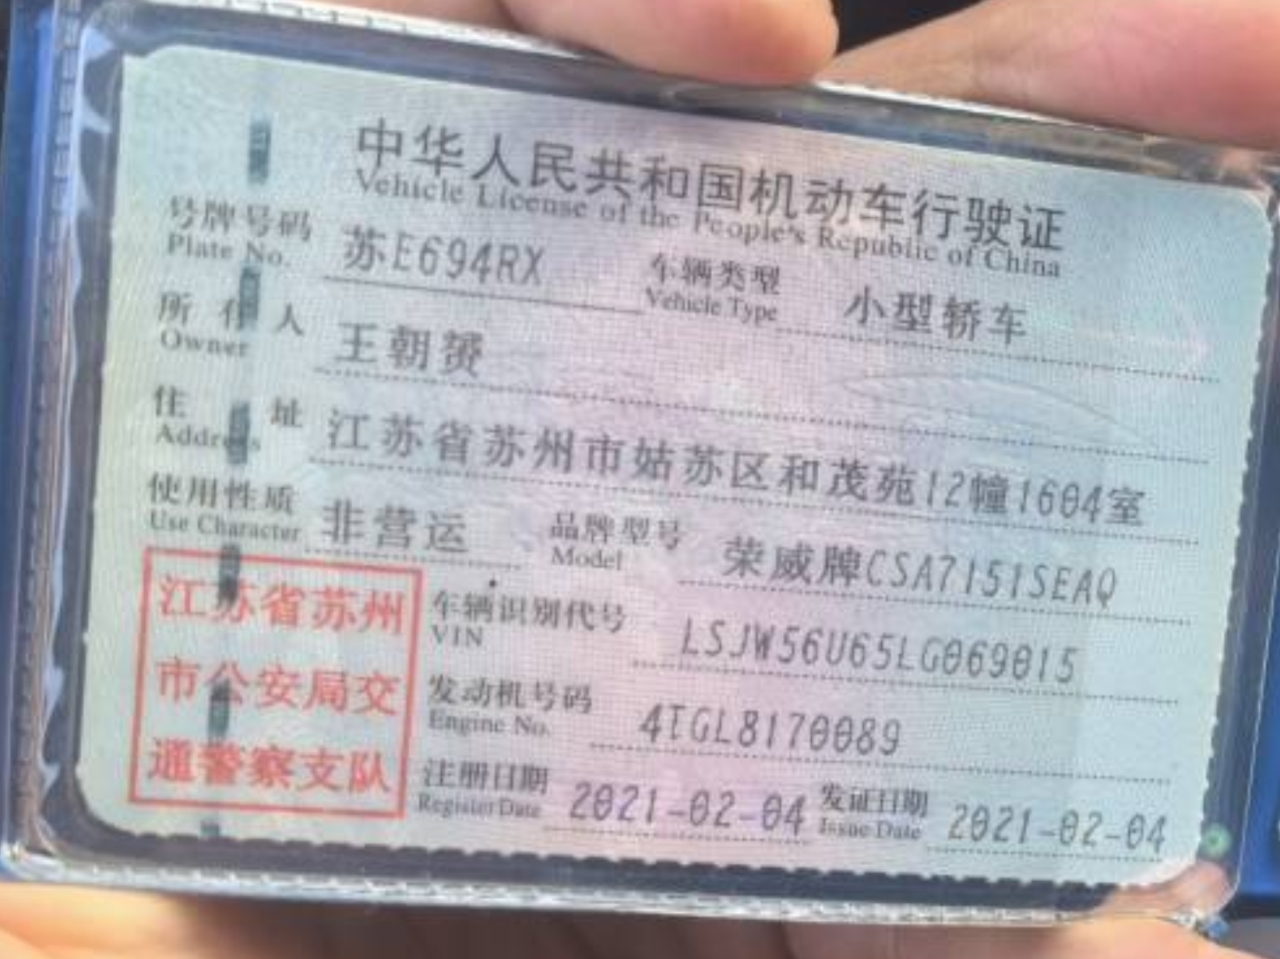 中华人民共和国机动车行驶证
Vehicle License of the People's Republic of China
号牌号码 苏E694RX 车辆类型 小型轿车
Plate No. Vehicle Type
所有人 王朝赟
Owner
住址 江苏省苏州市姑苏区和茂苑12幢1604室
Address
使用性质 非营运 品牌型号 荣威牌CSA7151SEAQ
Use Character Model
江苏省苏州
市公安局交
通警察支队
车辆识别代号 LSJW56U65LG069015
VIN
发动机号码 4TGL8170089
Engine No.
注册日期 2021-02-04 发证日期 2021-02-04
Register Date Issue Date